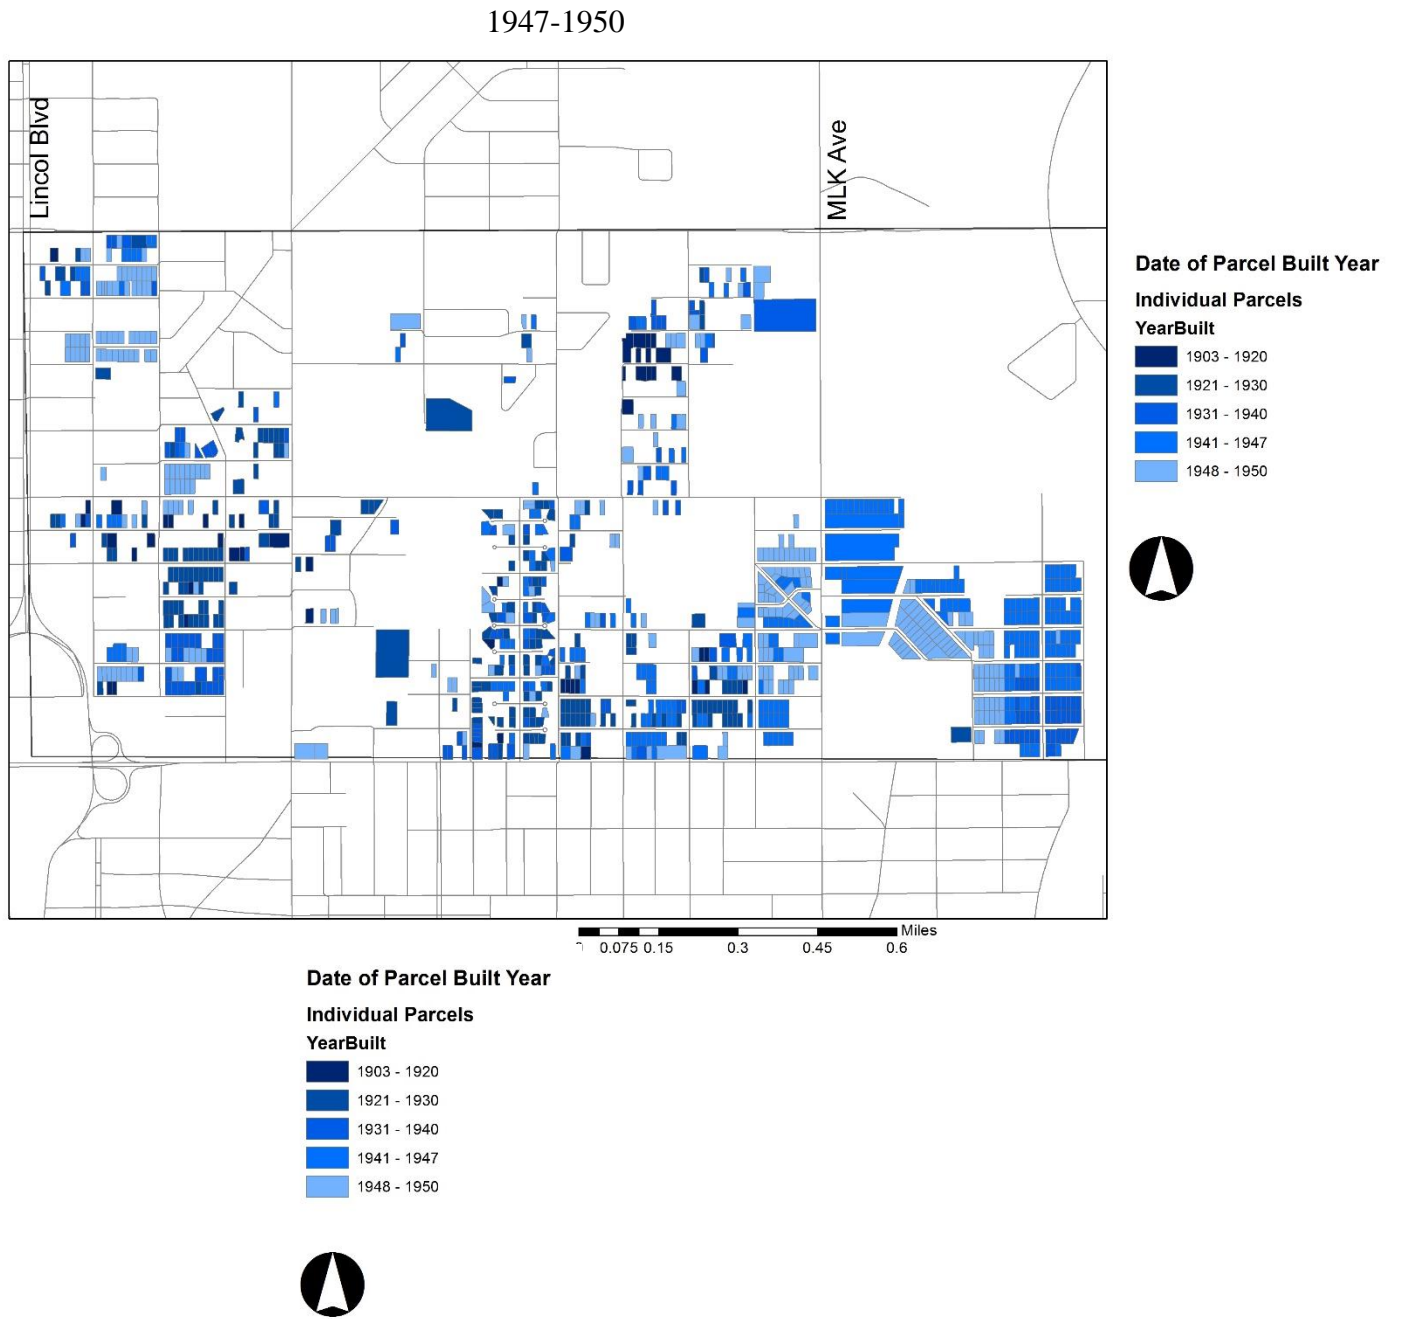 1947-1950
Lincol Blvd
MLK Ave
Date of Parcel Built Year
Individual Parcels
YearBuilt
1903 - 1920
1921 - 1930
1931 - 1940
1941 - 1947
1948 - 1950
Miles
0.075 0.15 0.3 0.45 0.6
Date of Parcel Built Year
Individual Parcels
YearBuilt
1903 - 1920
1921 - 1930
1931 - 1940
1941 - 1947
1948 - 1950